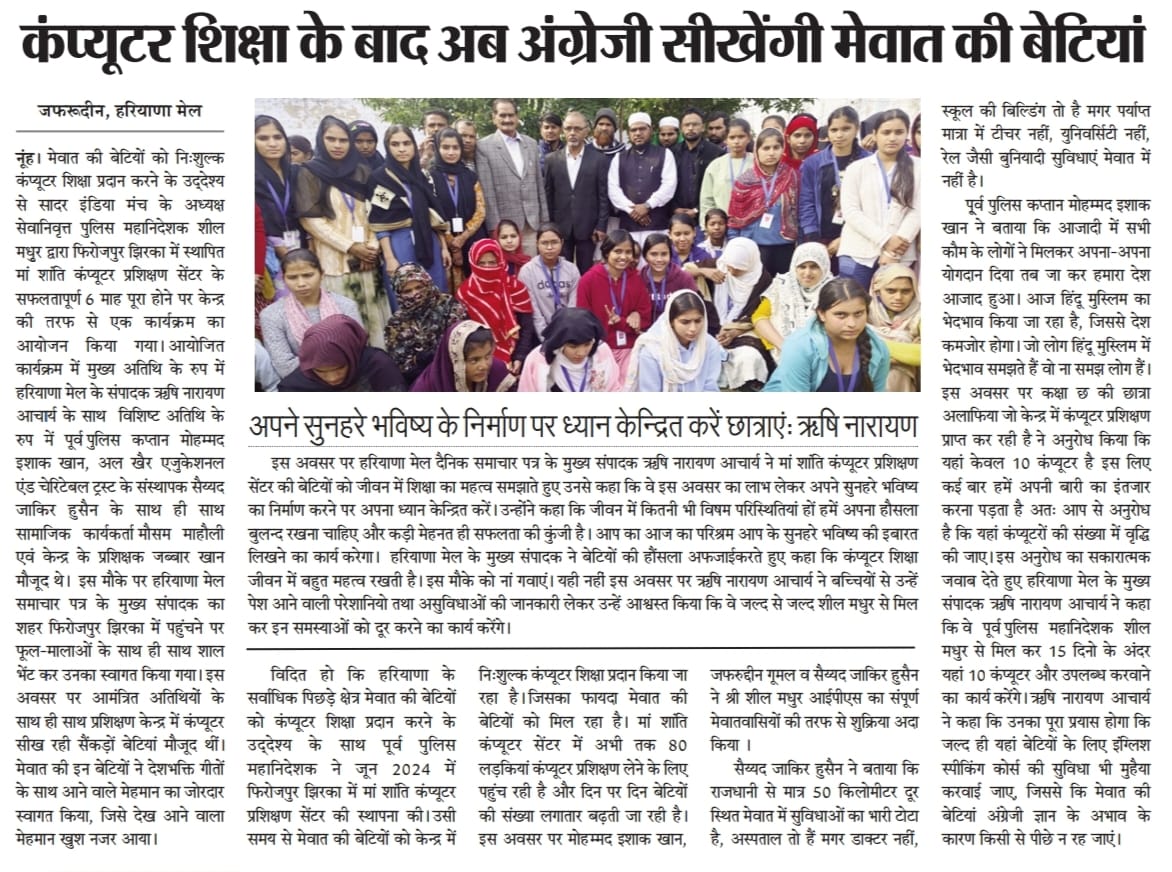 कंप्यूटर शिक्षा के बाद अब अंग्रेजी सीखेंगी मेवात की बेटियां
जफरूदीन, हरियाणा मेल
नूंह। मेवात की बेटियों को निःशुल्क
कंप्यूटर शिक्षा प्रदान करने के उद्‌देश्य
से सादर इंडिया मंच के अध्यक्ष
सेवानिवृत्त पुलिस महानिदेशक शील
मधुर द्वारा फिरोजपुर झिरका में स्थापित
मां शांति कंप्यूटर प्रशिक्षण सेंटर के
सफलतापूर्ण 6 माह पूरा होने पर केन्द्र
की तरफ से एक कार्यक्रम का
आयोजन किया गया। आयोजित
कार्यक्रम में मुख्य अतिथि के रुप में
हरियाणा मेल के संपादक ऋषि नारायण
आचार्य के साथ विशिष्ट अतिथि के
रुप में पूर्व पुलिस कप्तान मोहम्मद
इशाक खान, अल खैर एजुकेशनल
एंड चेरिटेबल ट्रस्ट के संस्थापक सैय्यद
जाकिर हुसैन के साथ ही साथ
सामाजिक कार्यकर्ता मौसम माहौली
एवं केन्द्र के प्रशिक्षक जब्बार खान
मौजूद थे। इस मौके पर हरियाणा मेल
समाचार पत्र के मुख्य संपादक का
शहर फिरोजपुर झिरका में पहुंचने पर
फूल-मालाओं के साथ ही साथ शाल
भेंट कर उनका स्वागत किया गया। इस
अवसर पर आमंत्रित अतिथियों के
साथ ही साथ प्रशिक्षण केन्द्र में कंप्यूटर
सीख रही सैंकड़ों बेटियां मौजूद थीं।
मेवात की इन बेटियों ने देशभक्ति गीतों
के साथ आने वाले मेहमान का जोरदार
स्वागत किया, जिसे देख आने वाला
मेहमान खुश नजर आया।
अपने सुनहरे भविष्य के निर्माण पर ध्यान केन्द्रित करें छात्राएं: ऋषि नारायण
इस अवसर पर हरियाणा मेल दैनिक समाचार पत्र के मुख्य संपादक ऋषि नारायण आचार्य ने मां शांति कंप्यूटर प्रशिक्षण
सेंटर की बेटियों को जीवन में शिक्षा का महत्व समझाते हुए उनसे कहा कि वे इस अवसर का लाभ लेकर अपने सुनहरे भविष्य
का निर्माण करने पर अपना ध्यान केन्द्रित करें। उन्होंने कहा कि जीवन में कितनी भी विषम परिस्थितियां हों हमें अपना हौसला
बुलन्द रखना चाहिए और कड़ी मेहनत ही सफलता की कुंजी है। आप का आज का परिश्रम आप के सुनहरे भविष्य की इबारत
लिखने का कार्य करेगा। हरियाणा मेल के मुख्य संपादक ने बेटियों की हौंसला अफजाईकरते हुए कहा कि कंप्यूटर शिक्षा
जीवन में बहुत महत्व रखती है। इस मौके को नां गवाएं। यही नही इस अवसर पर ऋषि नारायण आचार्य ने बच्चियों से उन्हें
पेश आने वाली परेशानियो तथा असुविधाओं की जानकारी लेकर उन्हें आश्वस्त किया कि वे जल्द से जल्द शील मधुर से मिल
कर इन समस्याओं को दूर करने का कार्य करेंगे।
विदित हो कि हरियाणा के
सर्वाधिक पिछड़े क्षेत्र मेवात की बेटियों
को कंप्यूटर शिक्षा प्रदान करने के
उद्‌देश्य के साथ पूर्व पुलिस
महानिदेशक ने जून 2024 में
फिरोजपुर झिरका में मां शांति कंप्यूटर
प्रशिक्षण सेंटर की स्थापना की। उसी
समय से मेवात की बेटियों को केन्द्र में
निःशुल्क कंप्यूटर शिक्षा प्रदान किया जा
रहा है। जिसका फायदा मेवात की
बेटियों को मिल रहा है। मां शांति
कंप्यूटर सेंटर में अभी तक 80
लड़कियां कंप्यूटर प्रशिक्षण लेने के लिए
पहुंच रही है और दिन पर दिन बेटियों
की संख्या लगातार बढ़ती जा रही है।
इस अवसर पर मोहम्मद इशाक खान,
जफरुद्दीन गूमल व सैय्यद जाकिर हुसैन
ने श्री शील मधुर आईपीएस का संपूर्ण
मेवातवासियों की तरफ से शुक्रिया अदा
किया ।
सैय्यद जाकिर हुसैन ने बताया कि
राजधानी से मात्र 50 किलोमीटर दूर
स्थित मेवात में सुविधाओं का भारी टोटा
है, अस्पताल तो हैं मगर डाक्टर नहीं,
स्कूल की बिल्डिंग तो है मगर पर्याप्त
मात्रा में टीचर नहीं, युनिवर्सिटी नहीं,
रेल जैसी बुनियादी सुविधाएं मेवात में
नहीं है।
पूर्व पुलिस कप्तान मोहम्मद इशाक
खान ने बताया कि आजादी में सभी
कौम के लोगों ने मिलकर अपना-अपना
योगदान दिया तब जा कर हमारा देश
आजाद हुआ। आज हिंदू मुस्लिम का
भेदभाव किया जा रहा है, जिससे देश
कमजोर होगा। जो लोग हिंदू मुस्लिम में
भेदभाव समझते हैं वो ना समझ लोग हैं।
इस अवसर पर कक्षा छ की छात्रा
अलाफिया जो केन्द्र में कंप्यूटर प्रशिक्षण
प्राप्त कर रही है ने अनुरोध किया कि
यहां केवल 10 कंप्यूटर है इस लिए
कई बार हमें अपनी बारी का इंतजार
करना पड़ता है अतः आप से अनुरोध
है कि यहां कंप्यूटरों की संख्या में वृद्धि
की जाए। इस अनुरोध का सकारात्मक
जवाब देते हुए हरियाणा मेल के मुख्य
संपादक ऋषि नारायण आचार्य ने कहा
कि वे पूर्व पुलिस महानिदेशक शील
मधुर से मिल कर 15 दिनो के अंदर
यहां 10 कंप्यूटर और उपलब्ध करवाने
का कार्य करेंगे। ऋषि नारायण आचार्य
ने कहा कि उनका पूरा प्रयास होगा कि
जल्द ही यहां बेटियों के लिए इंग्लिश
स्पीकिंग कोर्स की सुविधा भी मुहैया
करवाई जाए, जिससे कि मेवात की
बेटियां अंग्रेजी ज्ञान के अभाव के
कारण किसी से पीछे न रह जाएं।